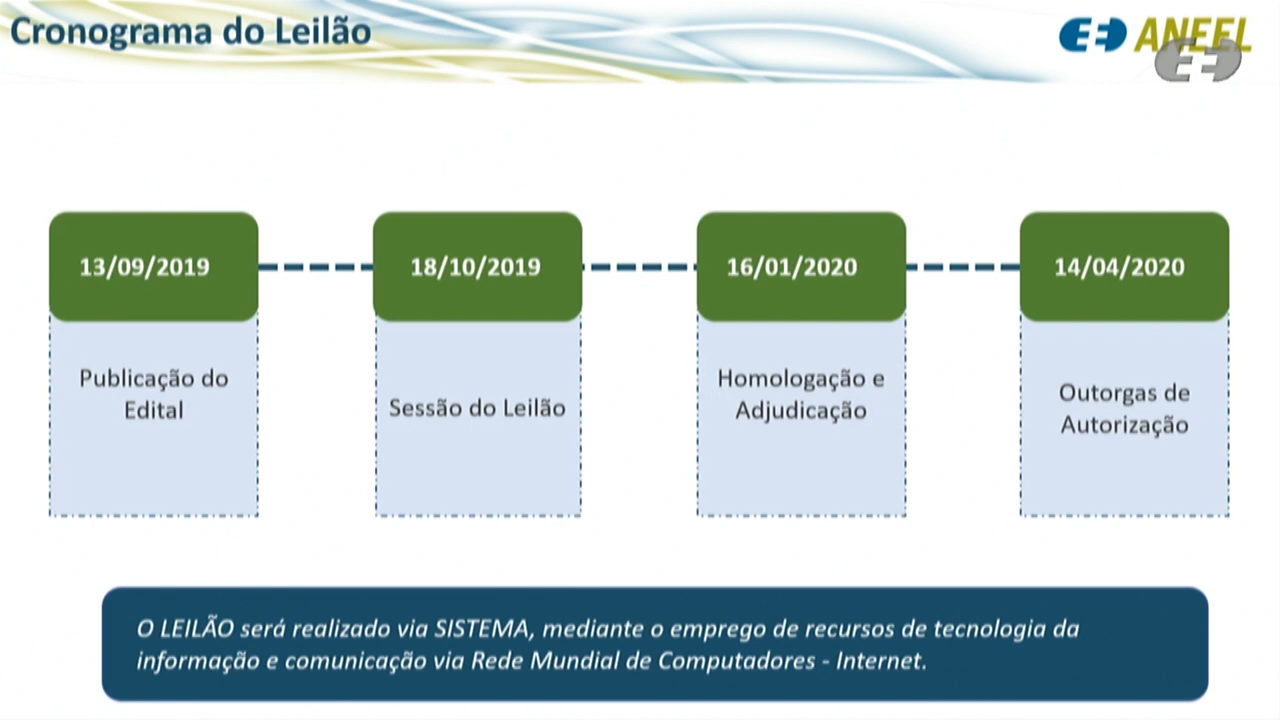 Cronograma do Leilão
ANEEL
13/09/2019
18/10/2019
16/01/2020
14/04/2020
Publicação do
Edital
Sessão do Leilão
Homologação e
Adjudicação
Outorgas de
Autorização
O LEILÃO será realizado via SISTEMA, mediante o emprego de recursos de tecnologia da
informação e comunicação via Rede Mundial de Computadores - Internet.